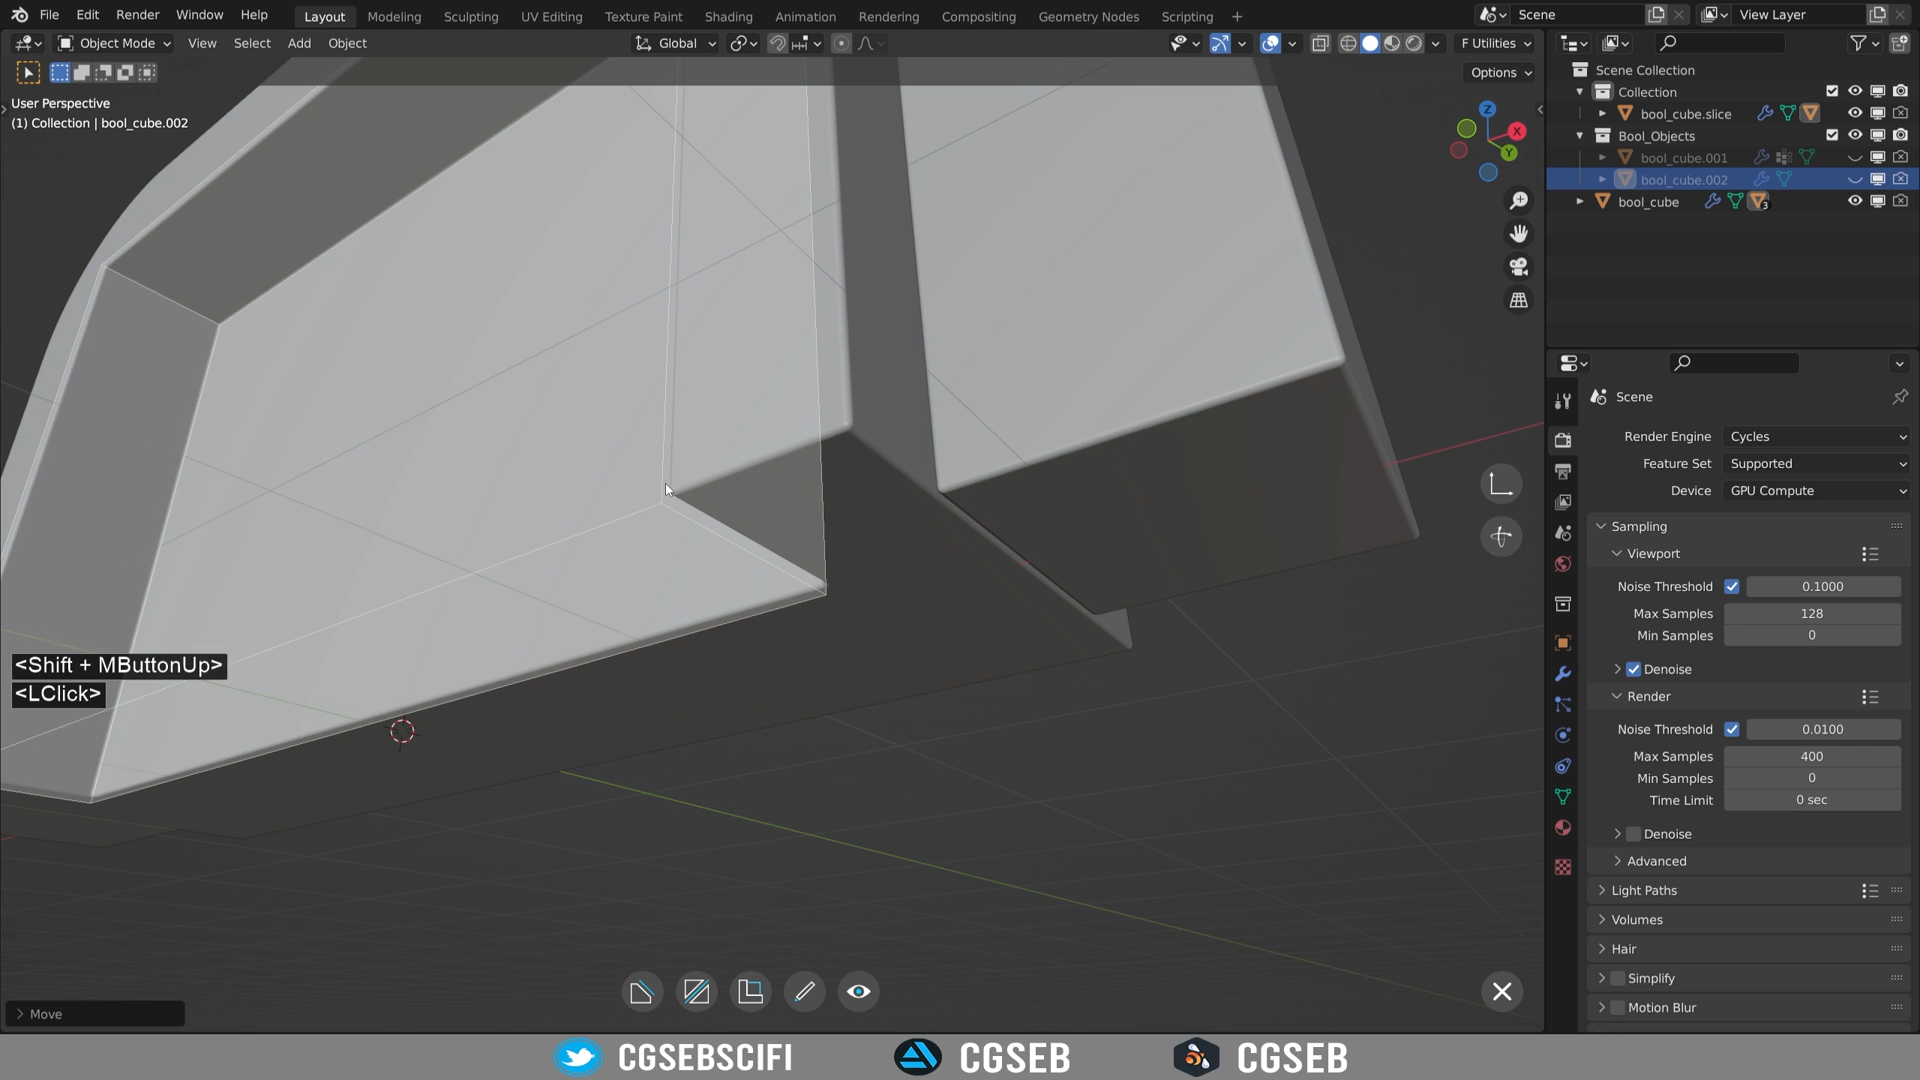 File Edit Render Window Help Layout Modeling Sculpting UV Editing Texture Paint Shading Animation Rendering Compositing Geometry Nodes Scripting + Scene View Layer
Object Mode View Select Add Object Global F Utilities
Options
User Perspective
(1) Collection | bool_cube.002
Z
X
Y
Scene Collection
Collection
bool_cube.slice
Bool_Objects
bool_cube.001
bool_cube.002
bool_cube 3
Scene
Render Engine Cycles
Feature Set Supported
Device GPU Compute
Sampling
Viewport
Noise Threshold 0.1000
Max Samples 128
Min Samples 0
Denoise
Render
Noise Threshold 0.0100
Max Samples 400
Min Samples 0
Time Limit 0 sec
Denoise
Advanced
Light Paths
Volumes
Hair
Simplify
Motion Blur
<Shift + MButtonUp>
<LClick>
Move
CGSEBSCIFI CGSEB CGSEB